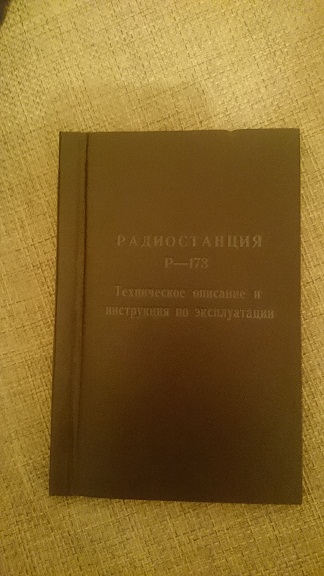 РАДИОСТАНЦИЯ
Р—173
Техническое описание и
инструкция по эксплуатации